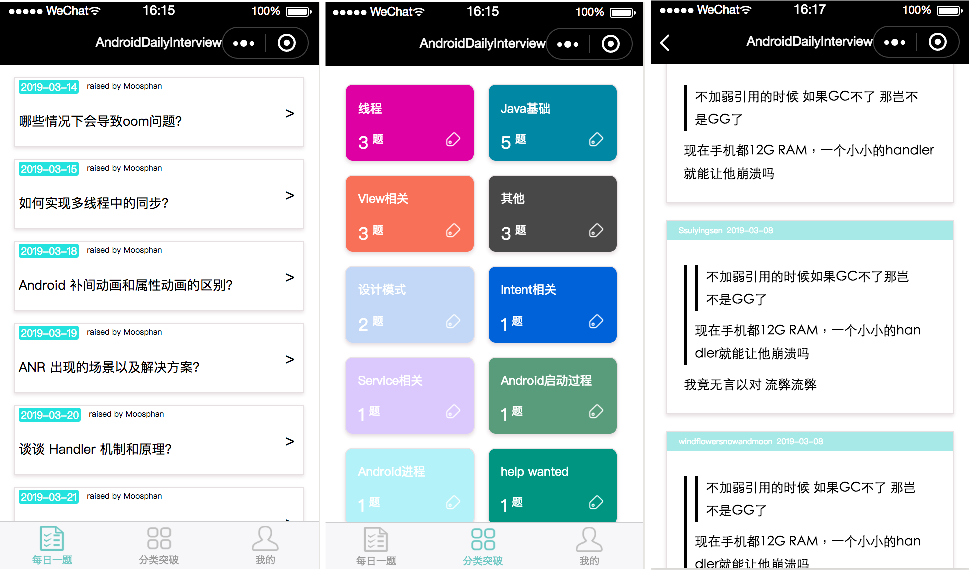 WeChat 16:15 100%
AndroidDailyInterview
2019-03-14 raised by Moosphan
哪些情况下会导致oom问题?
>
2019-03-15 raised by Moosphan
如何实现多线程中的同步?
>
2019-03-18 raised by Moosphan
Android 补间动画和属性动画的区别?
>
2019-03-19 raised by Moosphan
ANR 出现的场景以及解决方案?
>
2019-03-20 raised by Moosphan
谈谈 Handler 机制和原理?
>
2019-03-21 raised by Moosphan
每日一题 分类突破 我的
WeChat 16:15 100%
AndroidDailyInterview
线程
3 题
Java基础
5 题
View相关
3 题
其他
3 题
设计模式
2 题
Intent相关
1 题
Service相关
1 题
Android启动过程
1 题
Android进程
1 题
help wanted
1 题
每日一题 分类突破 我的
WeChat 16:17 100%
AndroidDailyInterview
不加弱引用的时候 如果GC不了 那岂不
是GG了
现在手机都12G RAM，一个小小的handler
就能让他崩溃吗
Ssuiyingsen 2019-03-08
不加弱引用的时候如果GC不了那岂
不是GG了
现在手机都12G RAM，一个小小的han
dler就能让他崩溃吗
我竟无言以对 流弊流弊
windflowersnowandmoon 2019-03-08
不加弱引用的时候 如果GC不了 那岂
不是GG了
现在手机都12G RAM，一个小小的han
dler就能让他崩溃吗